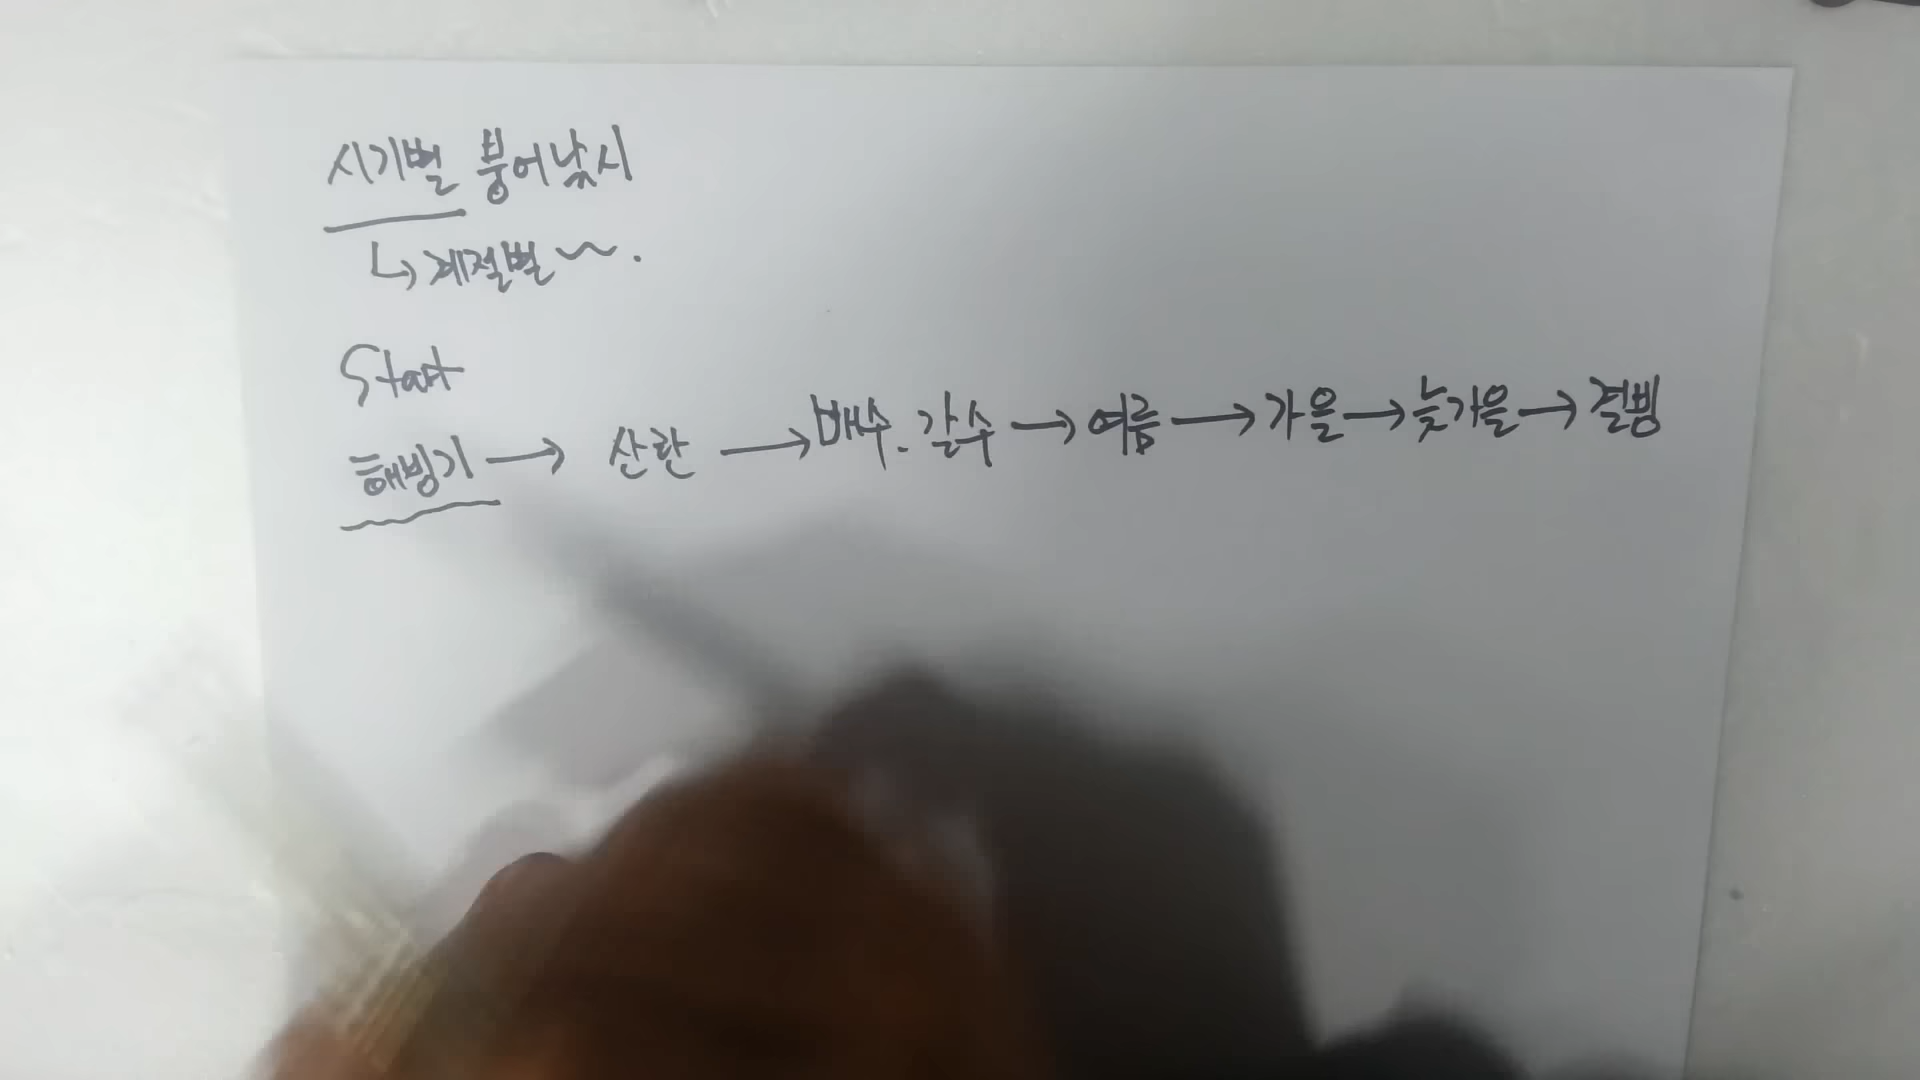 시기별 붕어낚시
↳ 계절별 ~.
Start
해빙기 → 산란 → 배수. 갈수 → 여름 → 가을 → 늦가을 → 결빙